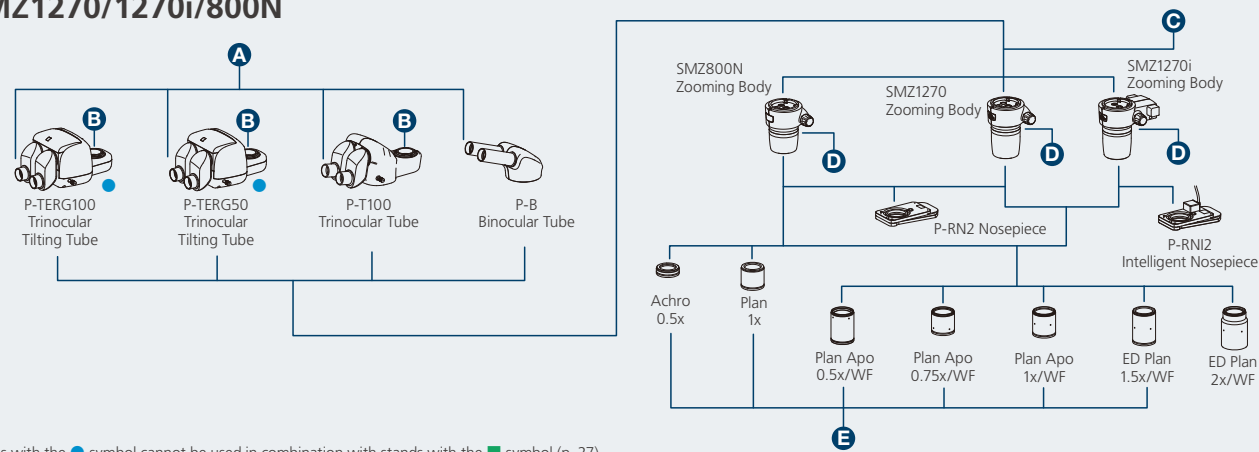 MZ1270/1270i/800N
A
C
B
B
B
P-TERG100
Trinocular
Tilting Tube
P-TERG50
Trinocular
Tilting Tube
P-T100
Trinocular Tube
P-B
Binocular Tube
SMZ800N
Zooming Body
SMZ1270
Zooming Body
SMZ1270i
Zooming Body
D
D
D
P-RN2 Nosepiece
P-RNI2
Intelligent Nosepiece
Achro
0.5x
Plan
1x
Plan Apo
0.5x/WF
Plan Apo
0.75x/WF
Plan Apo
1x/WF
ED Plan
1.5x/WF
ED Plan
2x/WF
E
s with the ● symbol cannot be used in combination with stands with the ■ symbol (p. 27)